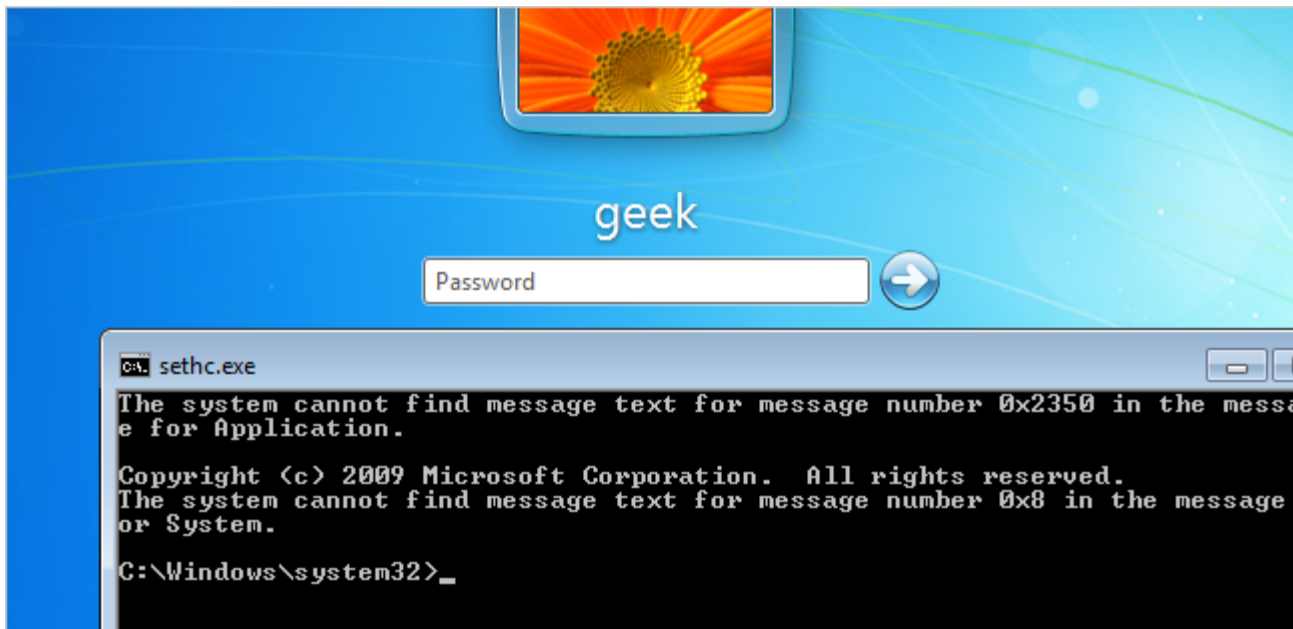 geek
Password
sethc.exe
The system cannot find message text for message number 0x2350 in the
e for Application.
Copyright (c) 2009 Microsoft Corporation.  All rights reserved.
The system cannot find message text for message number 0x8 in the message
or System.
C:\Windows\system32>_